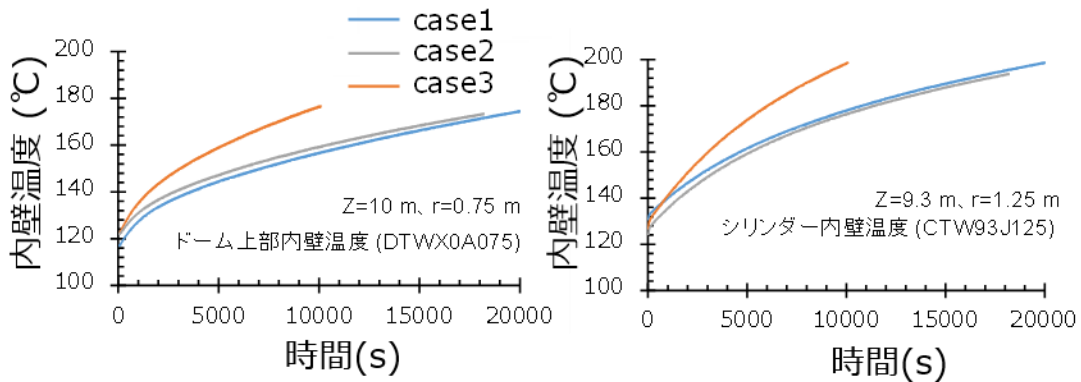 case1
case2
case3
内壁温度 (℃)
200
180
160
140
120
100
Z=10 m、r=0.75 m
ドーム上部内壁温度 (DTWX0A075)
0 5000 10000 15000 20000
時間(s)
内壁温度 (℃)
200
180
160
140
120
100
Z=9.3 m、r=1.25 m
シリンダー内壁温度 (CTW93J125)
0 5000 10000 15000 20000
時間(s)